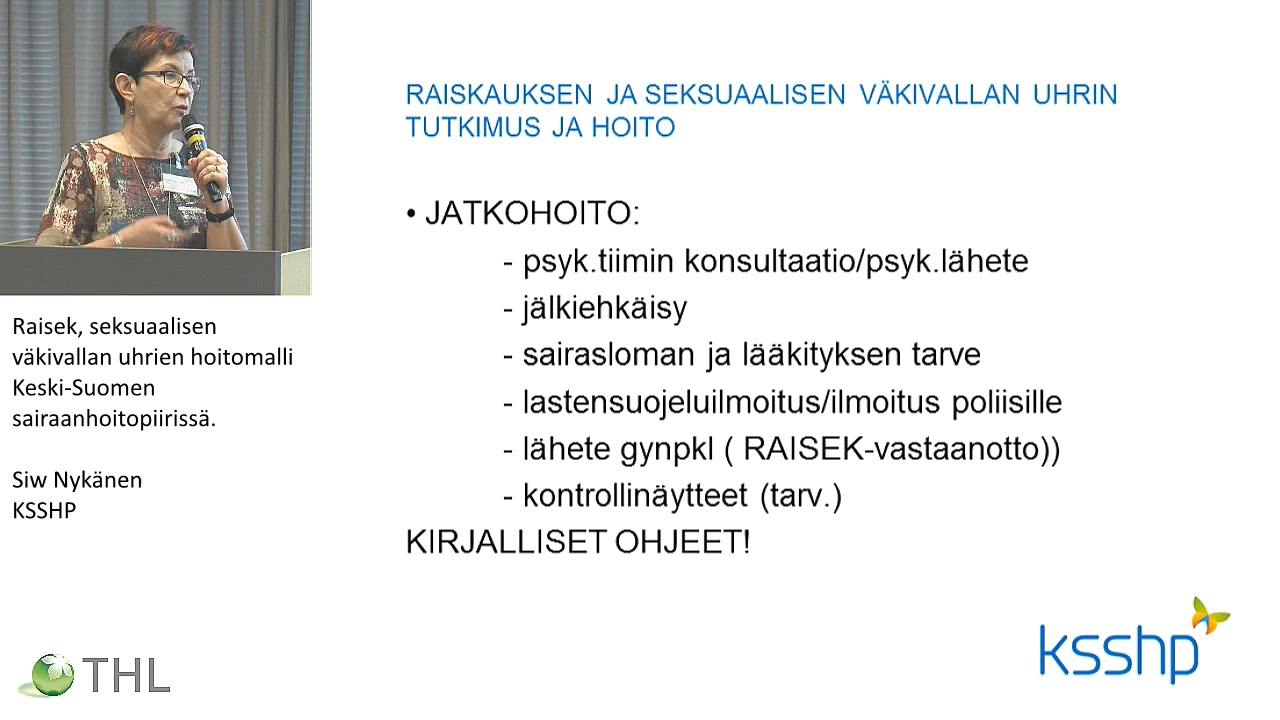 RAISKAUKSEN JA SEKSUAALISEN VÄKIVALLAN UHRIN
TUTKIMUS JA HOITO
• JATKOHOITO:
- psyk.tiimin konsultaatio/psyk.lähete
- jälkiehkäisy
- sairasloman ja lääkityksen tarve
- lastensuojeluilmoitus/ilmoitus poliisille
- lähete gynpkl ( RAISEK-vastaanotto))
- kontrollinäytteet (tarv.)
KIRJALLISET OHJEET!
Raisek, seksuaalisen
väkivallan uhrien hoitomalli
Keski-Suomen
sairaanhoitopiirissä.
Siw Nykänen
KSSHP
THL
ksshp